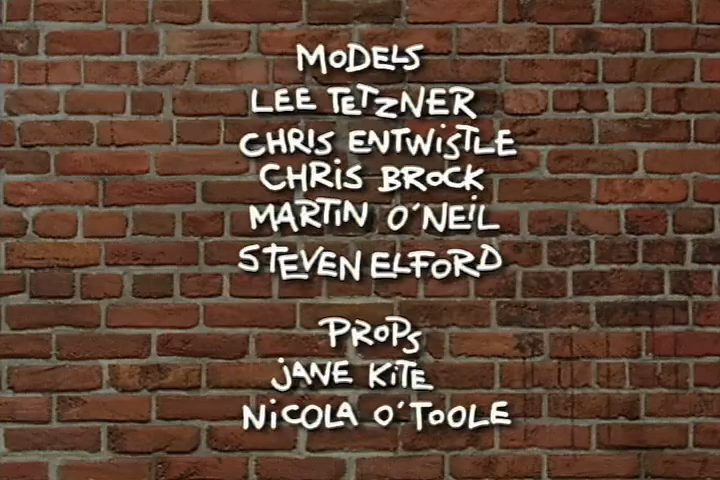 MODELS
LEE TETZNER
CHRIS ENTWISTLE
CHRIS BROCK
MARTIN O'NEIL
STEVEN ELFORD
PROPS
JANE KITE
NICOLA O'TOOLE